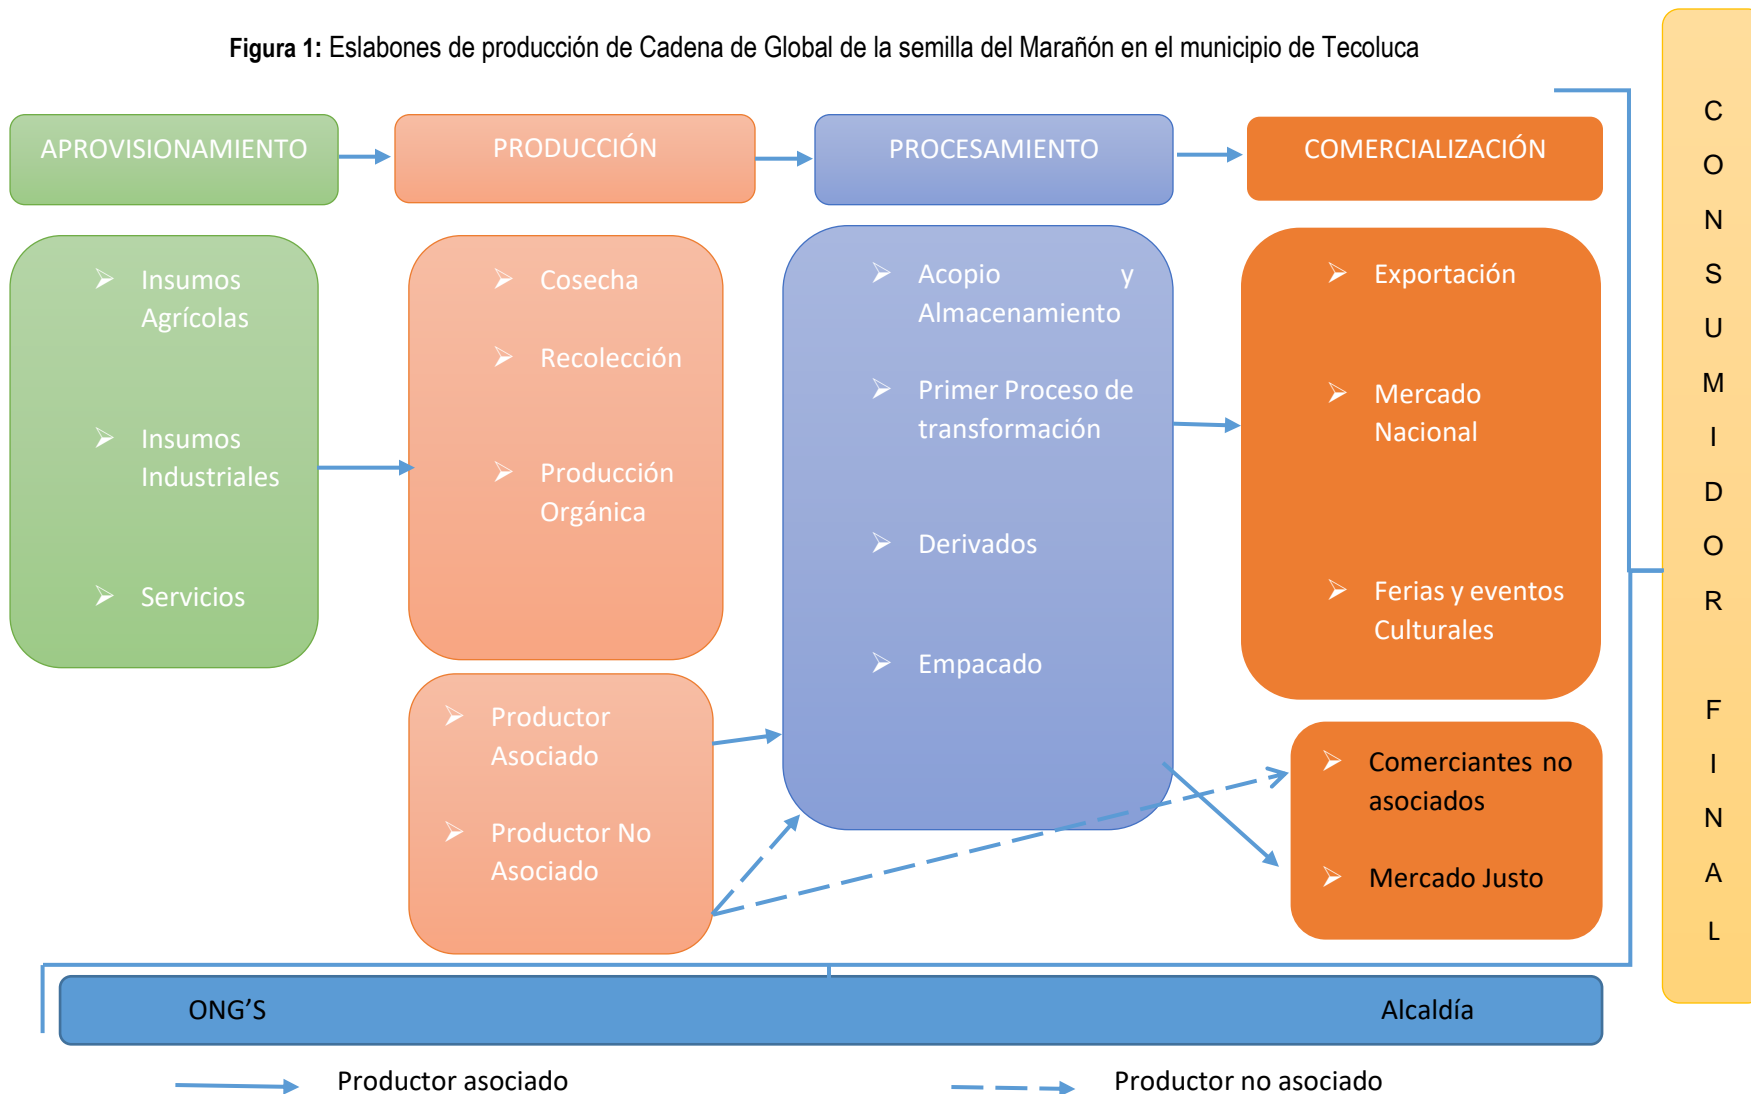 Figura 1: Eslabones de producción de Cadena de Global de la semilla del Marañón en el municipio de Tecoluca
APROVISIONAMIENTO
PRODUCCIÓN
PROCESAMIENTO
COMERCIALIZACIÓN
Insumos
Agrícolas
Insumos
Industriales
Servicios
Cosecha
Recolección
Producción
Orgánica
Productor
Asociado
Productor No
Asociado
Acopio y
Almacenamiento
Primer Proceso de
transformación
Derivados
Empacado
Exportación
Mercado
Nacional
Ferias y eventos
Culturales
Comerciantes no
asociados
Mercado Justo
CONSUMIDOR FINAL
ONG’S
Alcaldía
Productor asociado
Productor no asociado